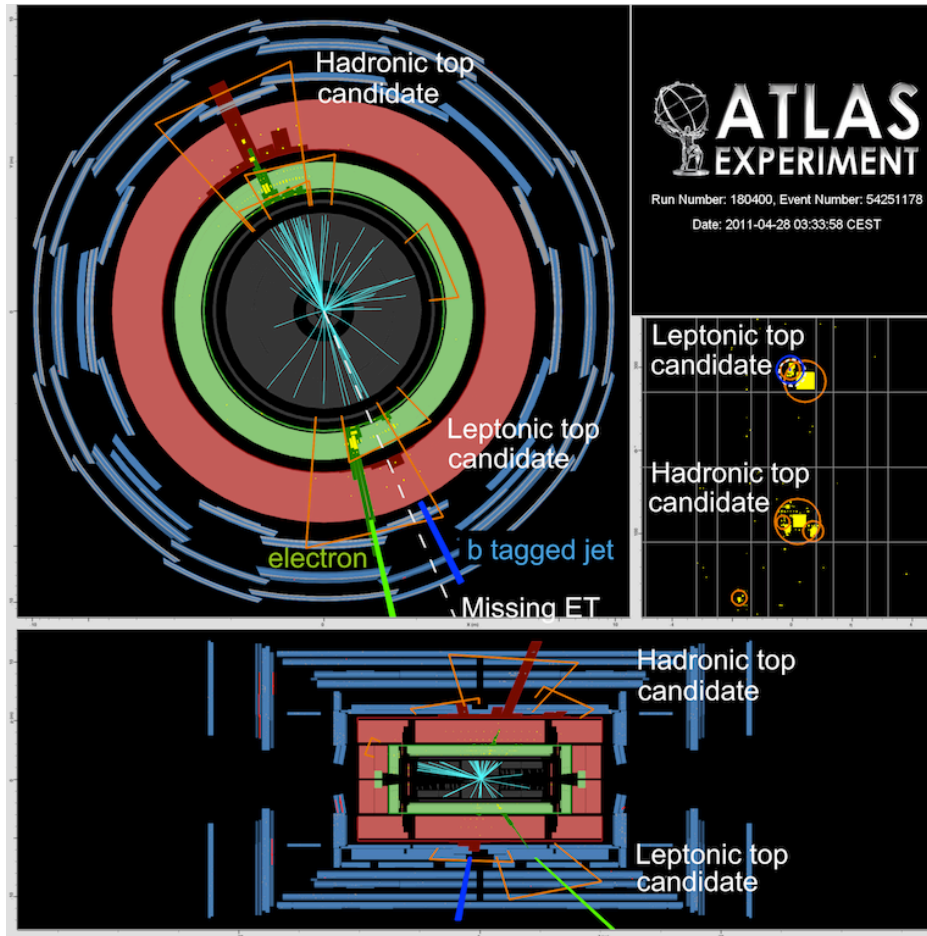 Hadronic top
candidate
ATLAS
EXPERIMENT
Run Number: 180400, Event Number: 54251178
Date: 2011-04-28 03:33:58 CEST
Leptonic top
candidate
electron
b tagged jet
Missing ET
Leptonic top
candidate
Hadronic top
candidate
Hadronic top
candidate
Leptonic top
candidate